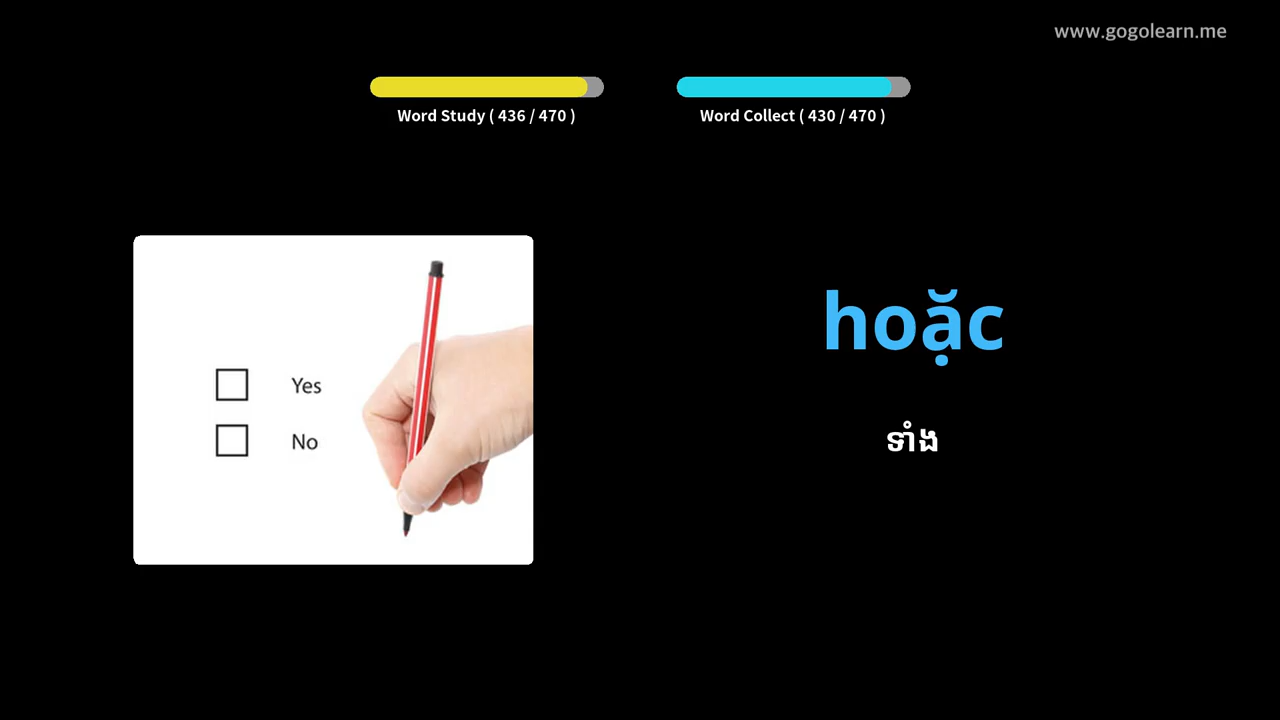 www.gogolearn.me
Word Study ( 436 / 470 )
Word Collect ( 430 / 470 )
Yes
No
hoặc
ទាំង